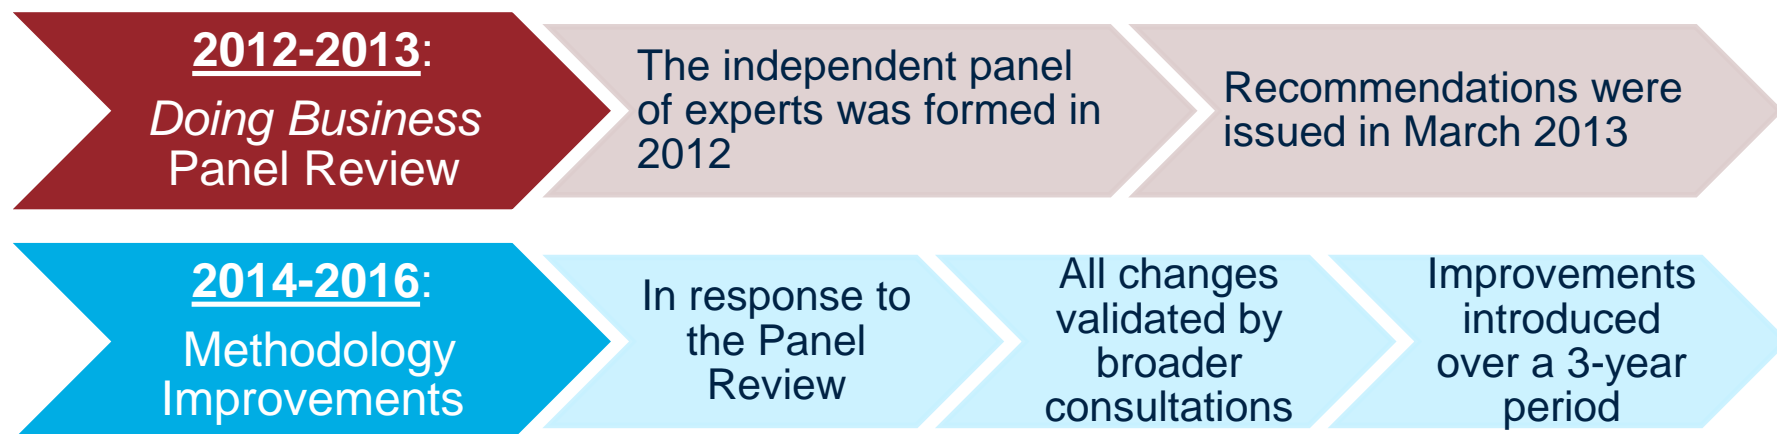 2012-2013:
Doing Business
Panel Review
The independent panel
of experts was formed in
2012
Recommendations were
issued in March 2013
2014-2016:
Methodology
Improvements
In response to
the Panel
Review
All changes
validated by
broader
consultations
Improvements
introduced
over a 3-year
period